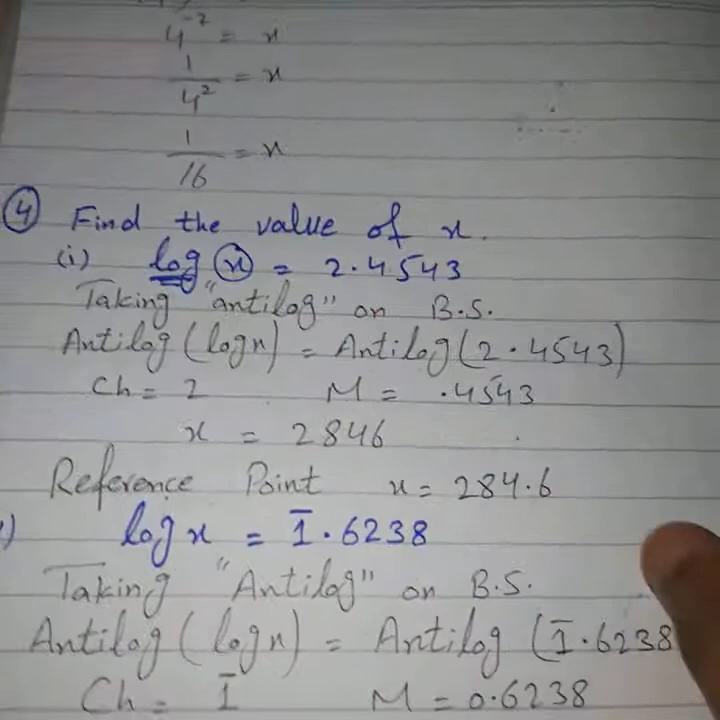 4⁻² = x
1/4² = x
1/16 = x
④ Find the value of x.
(i) log x = 2.4543
Taking "antilog" on B.S.
Antilog (log x) = Antilog (2.4543)
Ch = 2 M = .4543
x = 2846
Reference Point x = 284.6
) log x = 1̄.6238
Taking "Antilog" on B.S.
Antilog (log x) = Antilog (1̄.6238
Ch = 1̄ M = 0.6238